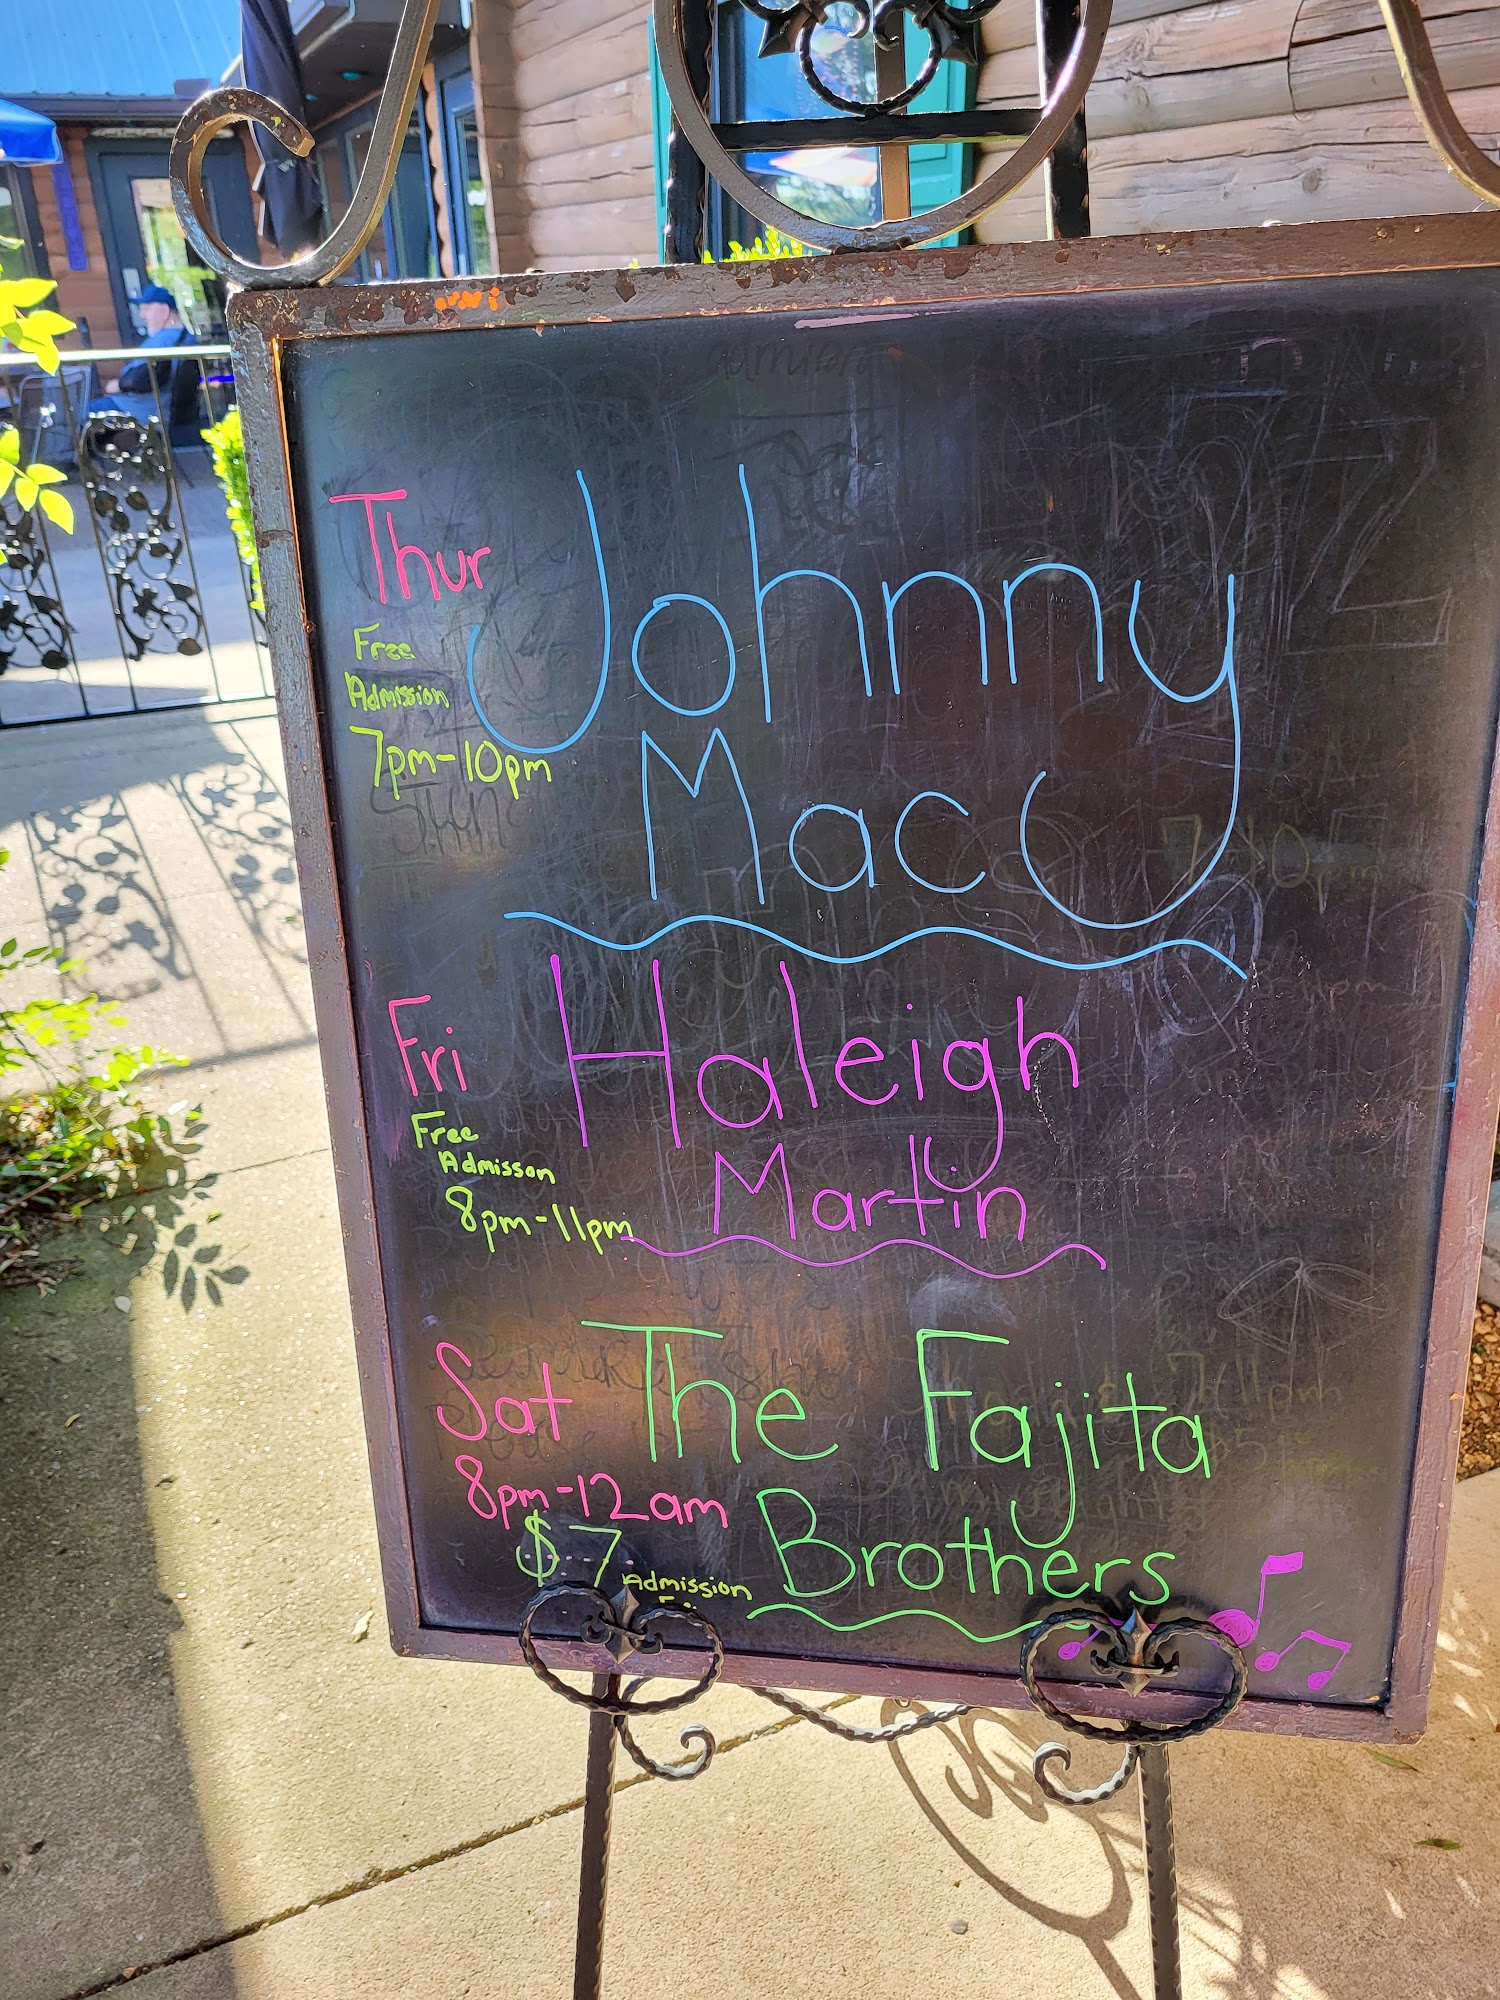 Thur
Johnny
Mac
Free
Admission
7pm-10pm
Fri
Haleigh
Martin
Free
Admisson
8pm-11pm
Sat
The Fajita
Brothers
8pm-12am
$7
Admission